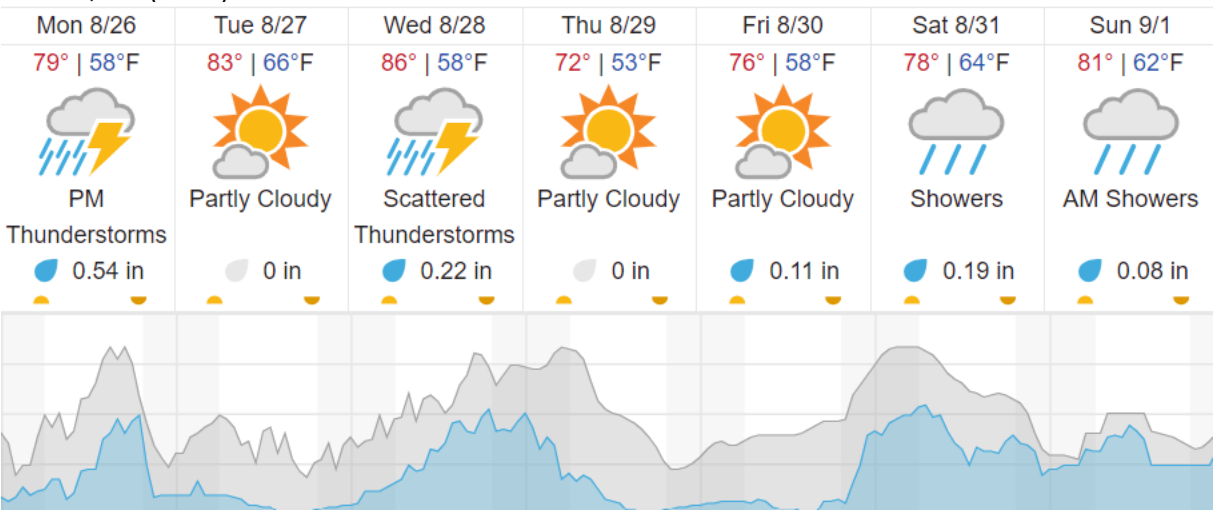 Mon 8/26 Tue 8/27 Wed 8/28 Thu 8/29 Fri 8/30 Sat 8/31 Sun 9/1
79° | 58°F 83° | 66°F 86° | 58°F 72° | 53°F 76° | 58°F 78° | 64°F 81° | 62°F
PM Partly Cloudy Scattered Partly Cloudy Partly Cloudy Showers AM Showers
Thunderstorms Thunderstorms
0.54 in 0 in 0.22 in 0 in 0.11 in 0.19 in 0.08 in